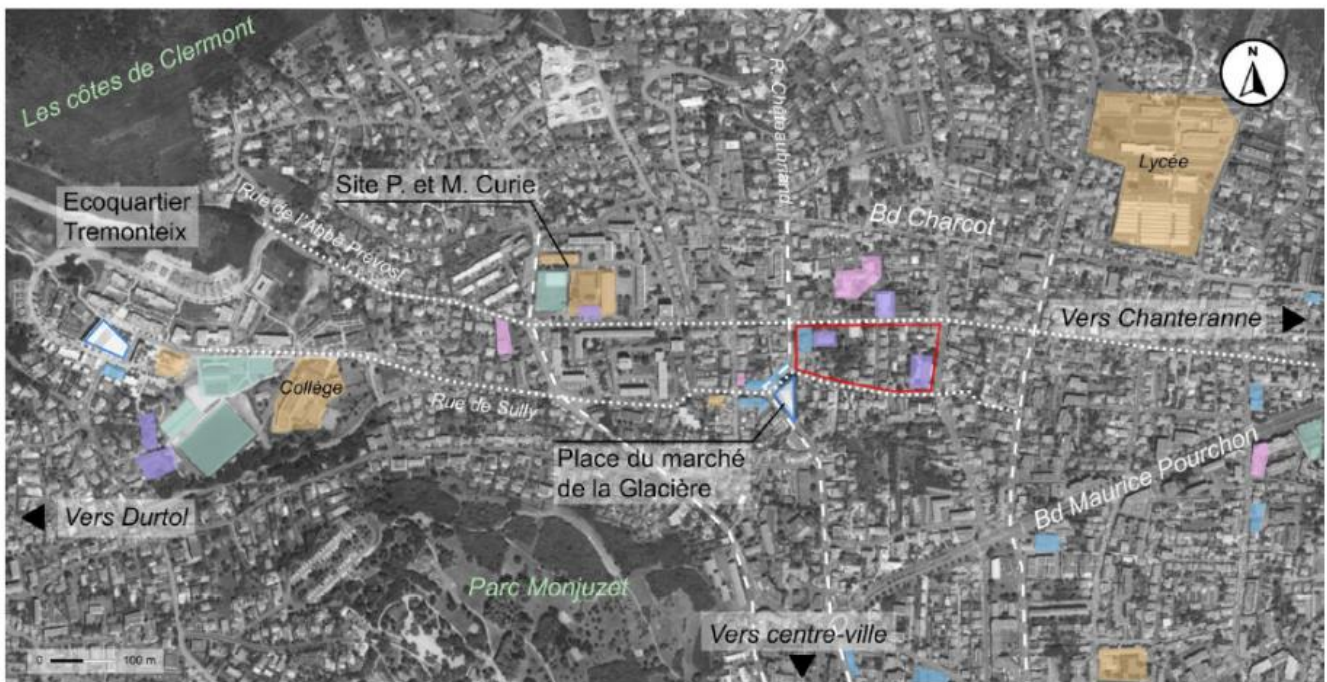 Les côtes de Clermont
N
R. Châteaubriand
Lycée
Site P. et M. Curie
Ecoquartier
Tremonteix
Rue de l'Abbé Prévost
Bd Charcot
Vers Chanteranne
Collège
Rue de Sully
Place du marché
de la Glacière
Bd Maurice Pourchon
Vers Durtol
Parc Monjuzet
Vers centre-ville
0 100 m